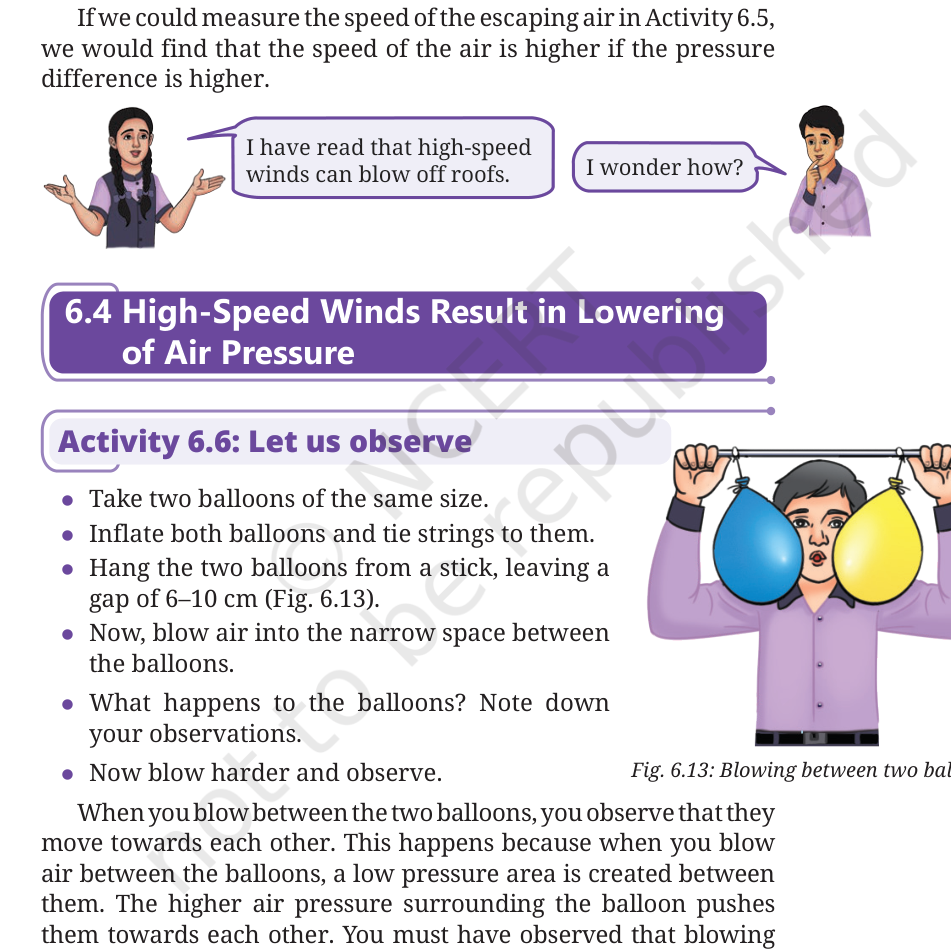 If we could measure the speed of the escaping air in Activity 6.5,
we would find that the speed of the air is higher if the pressure
difference is higher.
I have read that high-speed
winds can blow off roofs.
I wonder how?
6.4 High-Speed Winds Result in Lowering
of Air Pressure
Activity 6.6: Let us observe
● Take two balloons of the same size.
● Inflate both balloons and tie strings to them.
● Hang the two balloons from a stick, leaving a
gap of 6–10 cm (Fig. 6.13).
● Now, blow air into the narrow space between
the balloons.
● What happens to the balloons? Note down
your observations.
● Now blow harder and observe.
Fig. 6.13: Blowing between two bal
When you blow between the two balloons, you observe that they
move towards each other. This happens because when you blow
air between the balloons, a low pressure area is created between
them. The higher air pressure surrounding the balloon pushes
them towards each other. You must have observed that blowing
© NCERT
not to be republished